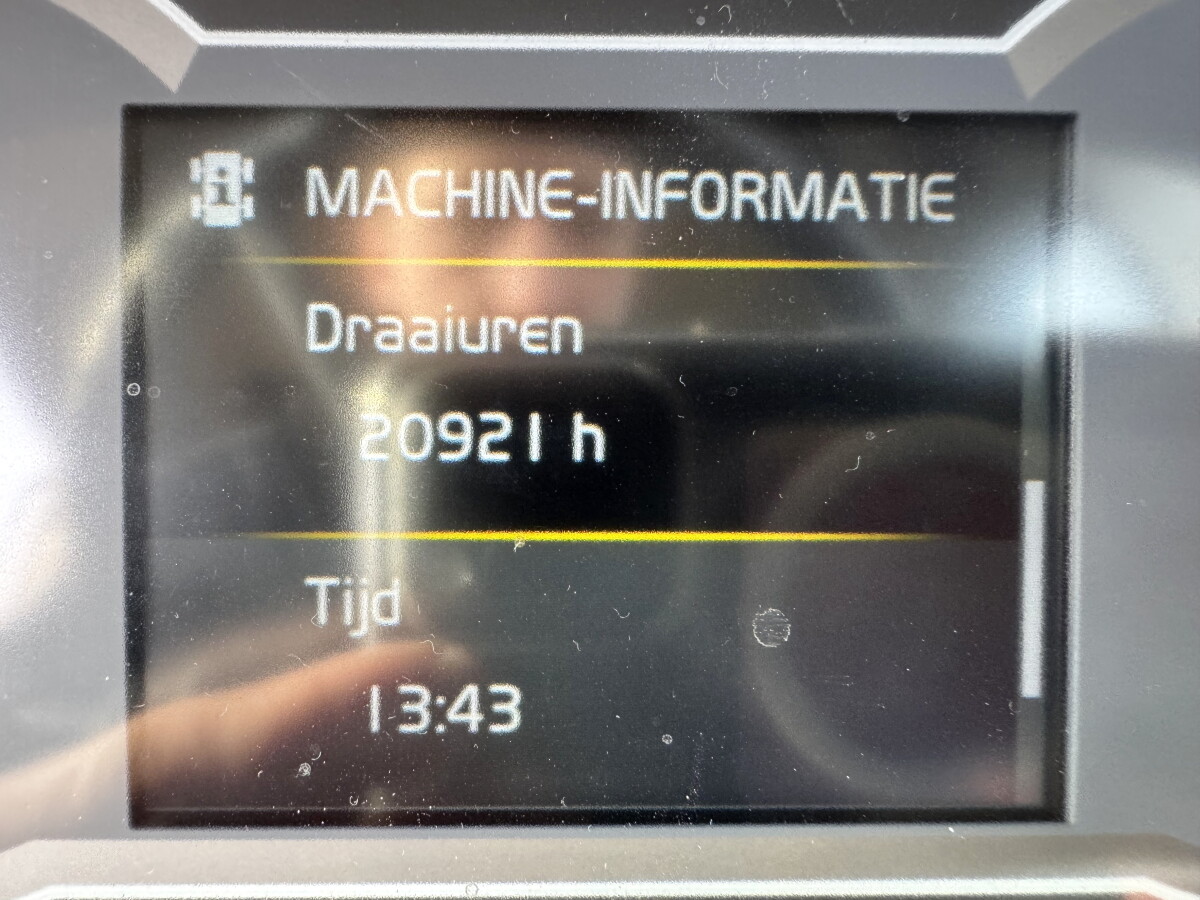 MACHINE-INFORMATIE
Draaiuren
20921 h
Tijd
13:43